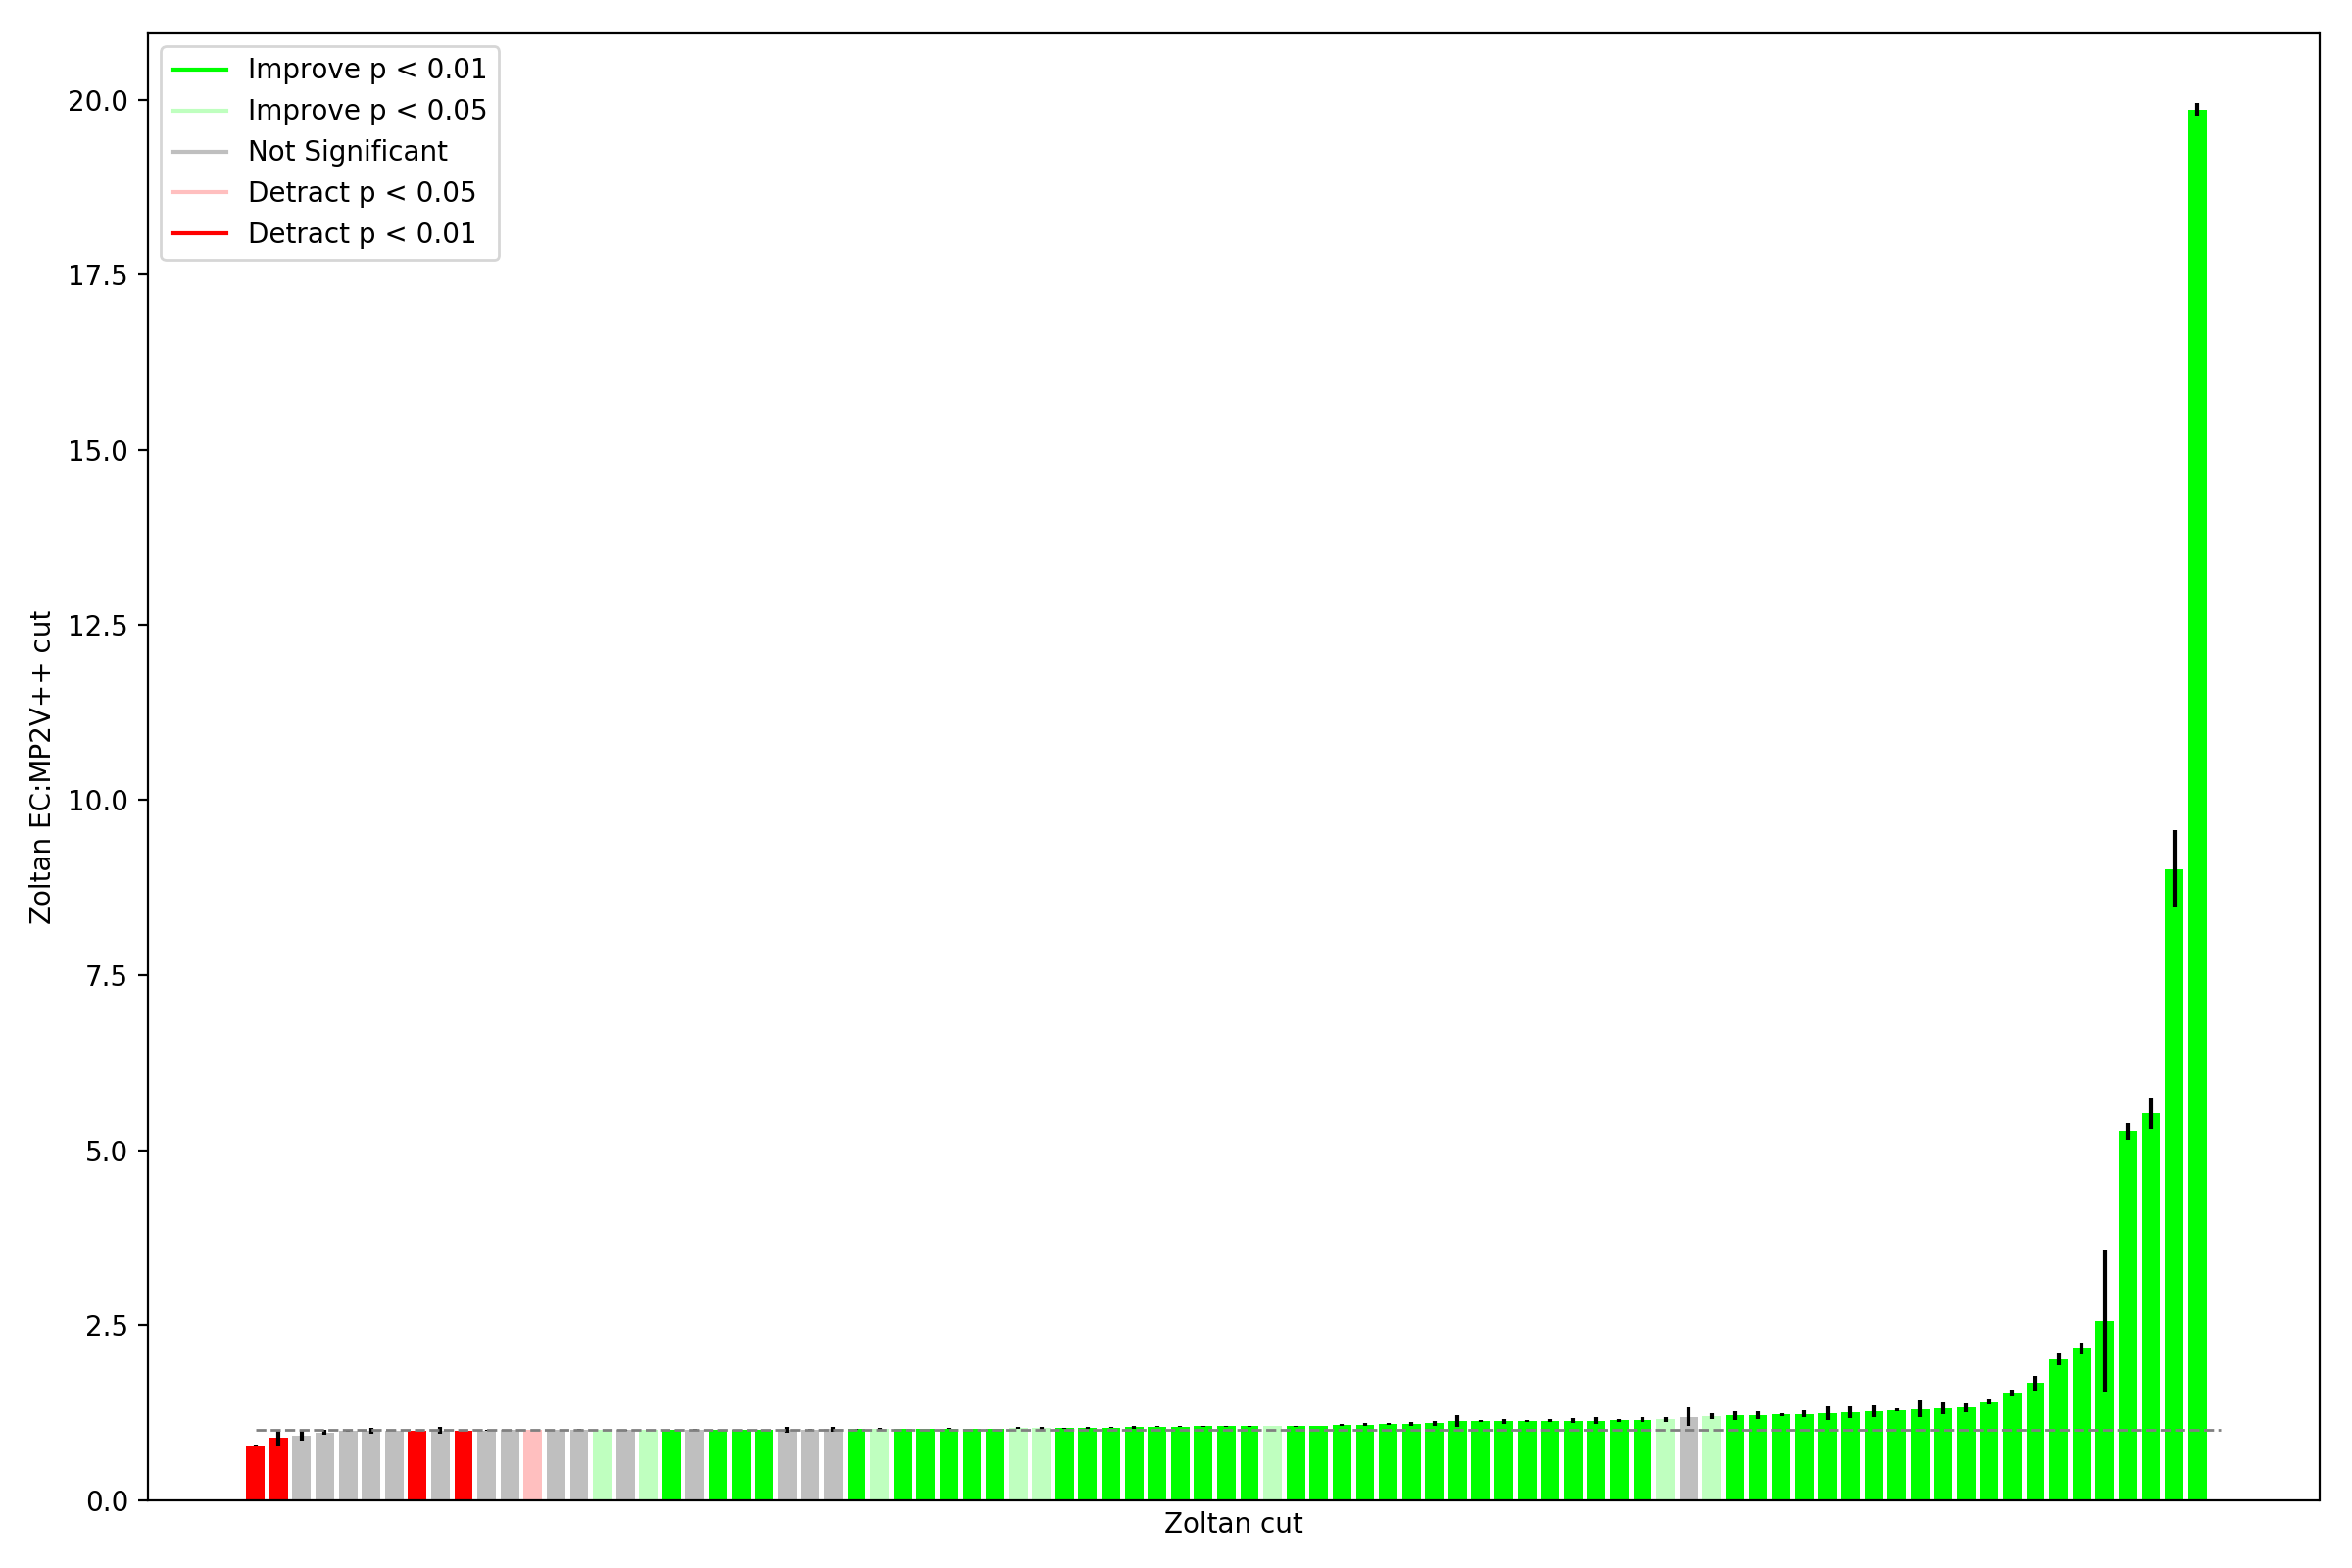 Improve p < 0.01
Improve p < 0.05
Not Significant
Detract p < 0.05
Detract p < 0.01
20.0
17.5
15.0
12.5
10.0
7.5
5.0
2.5
0.0
Zoltan EC:MP2V++ cut
Zoltan cut